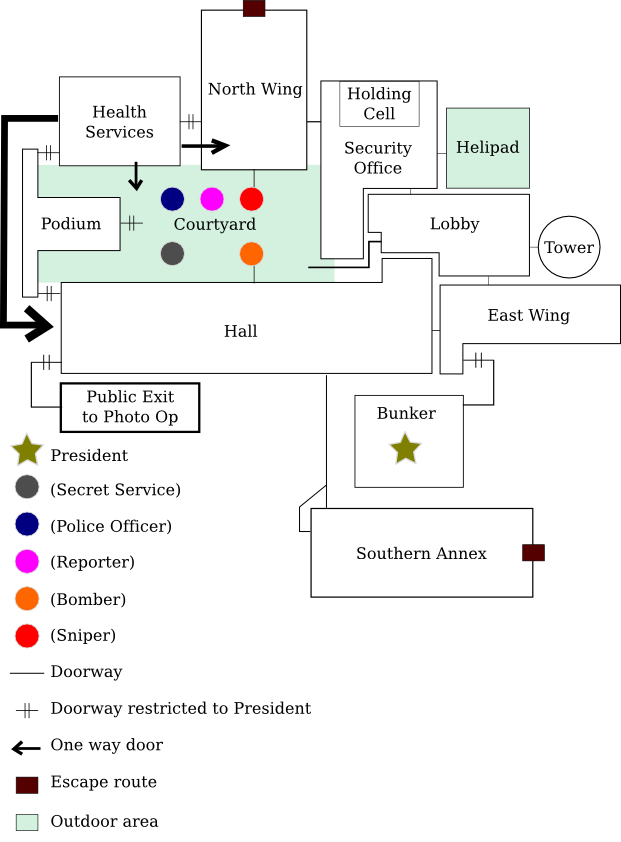 North Wing
Health
Services
Holding
Cell
Security
Office
Helipad
Podium
Courtyard
Lobby
Tower
Hall
East Wing
Public Exit
to Photo Op
Bunker
President
(Secret Service)
(Police Officer)
(Reporter)
Southern Annex
(Bomber)
(Sniper)
Doorway
Doorway restricted to President
One way door
Escape route
Outdoor area